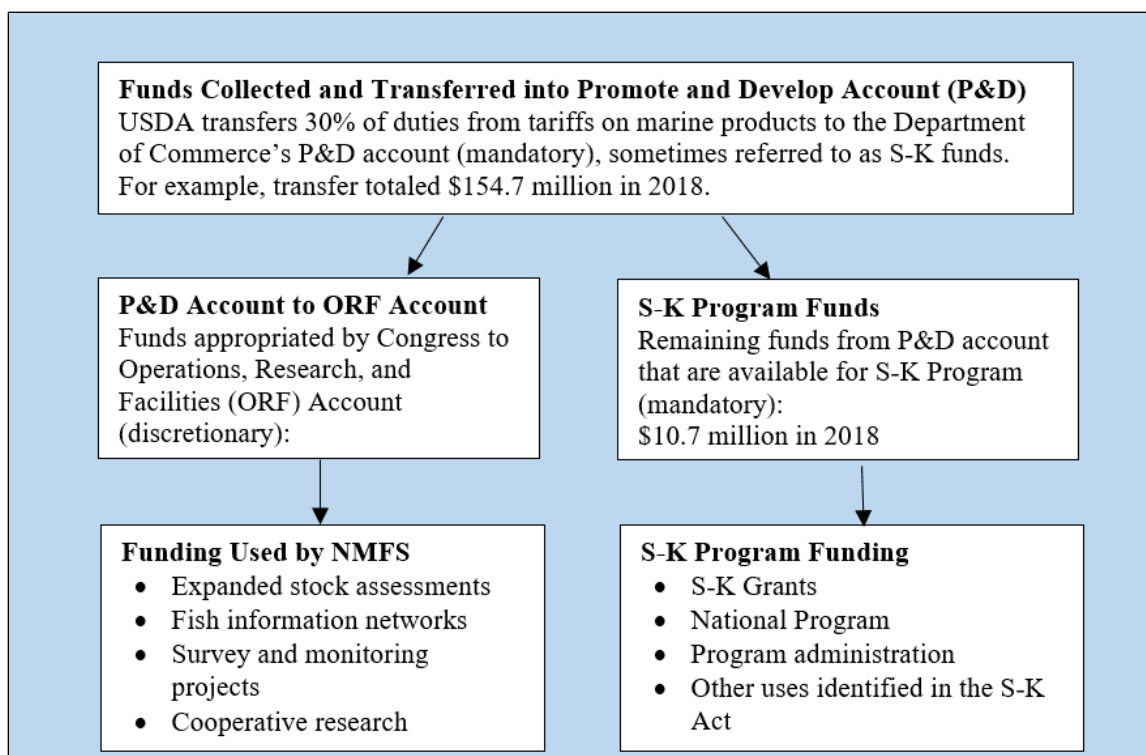 Funds Collected and Transferred into Promote and Develop Account (P&D)
USDA transfers 30% of duties from tariffs on marine products to the Department
of Commerce's P&D account (mandatory), sometimes referred to as S-K funds.
For example, transfer totaled $154.7 million in 2018.
P&D Account to ORF Account
Funds appropriated by Congress to
Operations, Research, and
Facilities (ORF) Account
(discretionary):
S-K Program Funds
Remaining funds from P&D account
that are available for S-K Program
(mandatory):
$10.7 million in 2018
Funding Used by NMFS
• Expanded stock assessments
• Fish information networks
• Survey and monitoring
projects
• Cooperative research
S-K Program Funding
• S-K Grants
• National Program
• Program administration
• Other uses identified in the S-K
Act